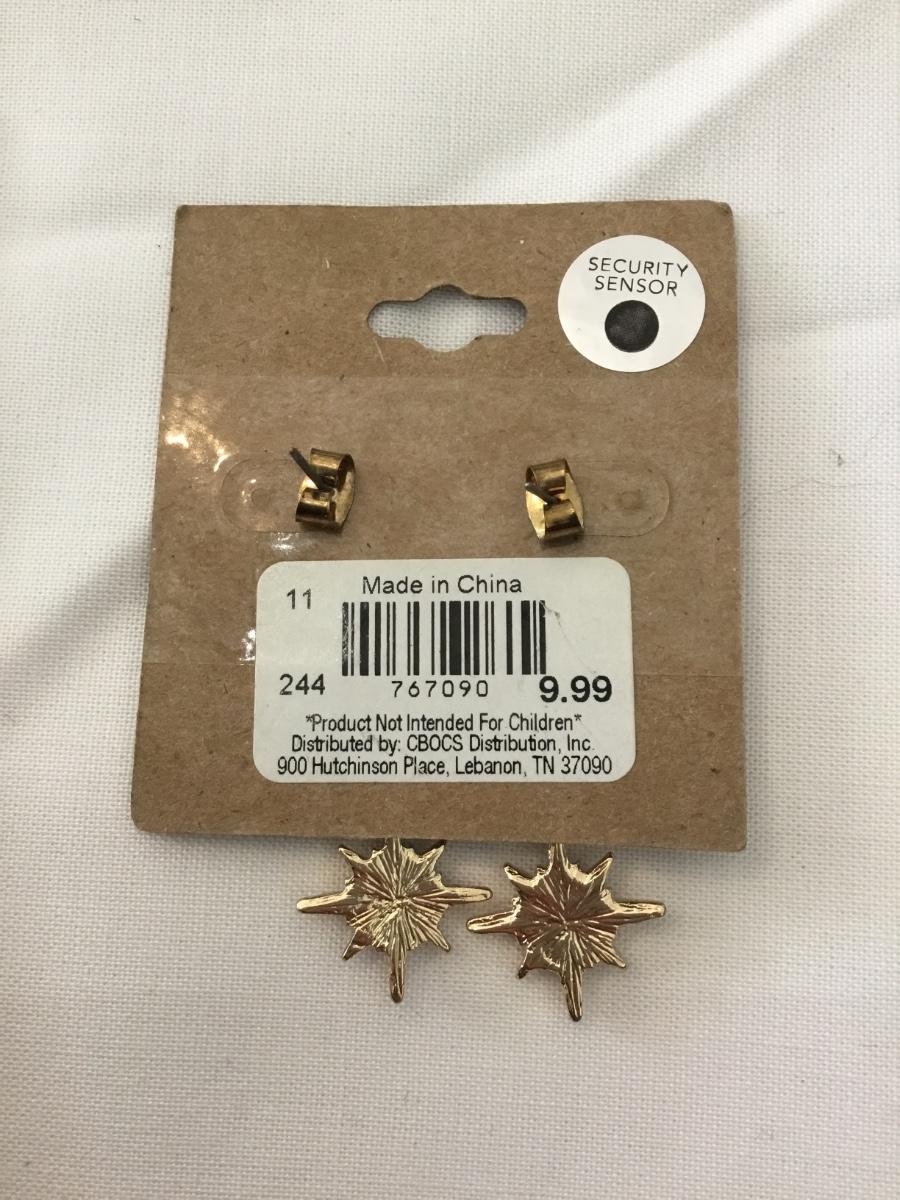 SECURITY
SENSOR
Made in China
11
244
767090
9.99
*Product Not Intended For Children*
Distributed by: CBOCS Distribution, Inc.
900 Hutchinson Place, Lebanon, TN 37090